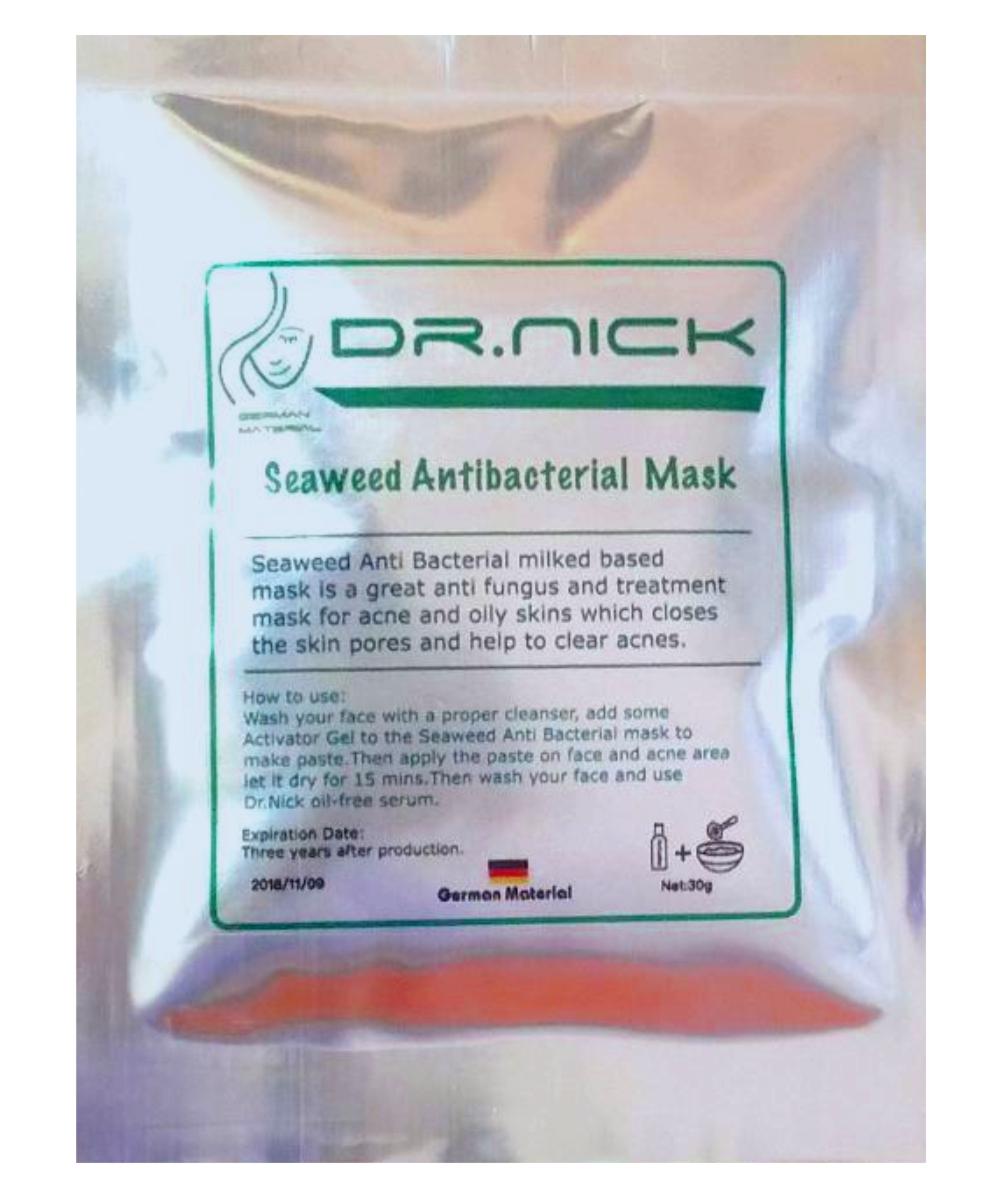 DR.NICK
GERMAN
MATERIAL
Seaweed Antibacterial Mask
Seaweed Anti Bacterial milked based
mask is a great anti fungus and treatment
mask for acne and oily skins which closes
the skin pores and help to clear acnes.
How to use:
Wash your face with a proper cleanser, add some
Activator Gel to the Seaweed Anti Bacterial mask to
make paste.Then apply the paste on face and acne area
let it dry for 15 mins.Then wash your face and use
Dr.Nick oil-free serum.
Expiration Date:
Three years after production.
2018/11/09
German Material
Net:30g